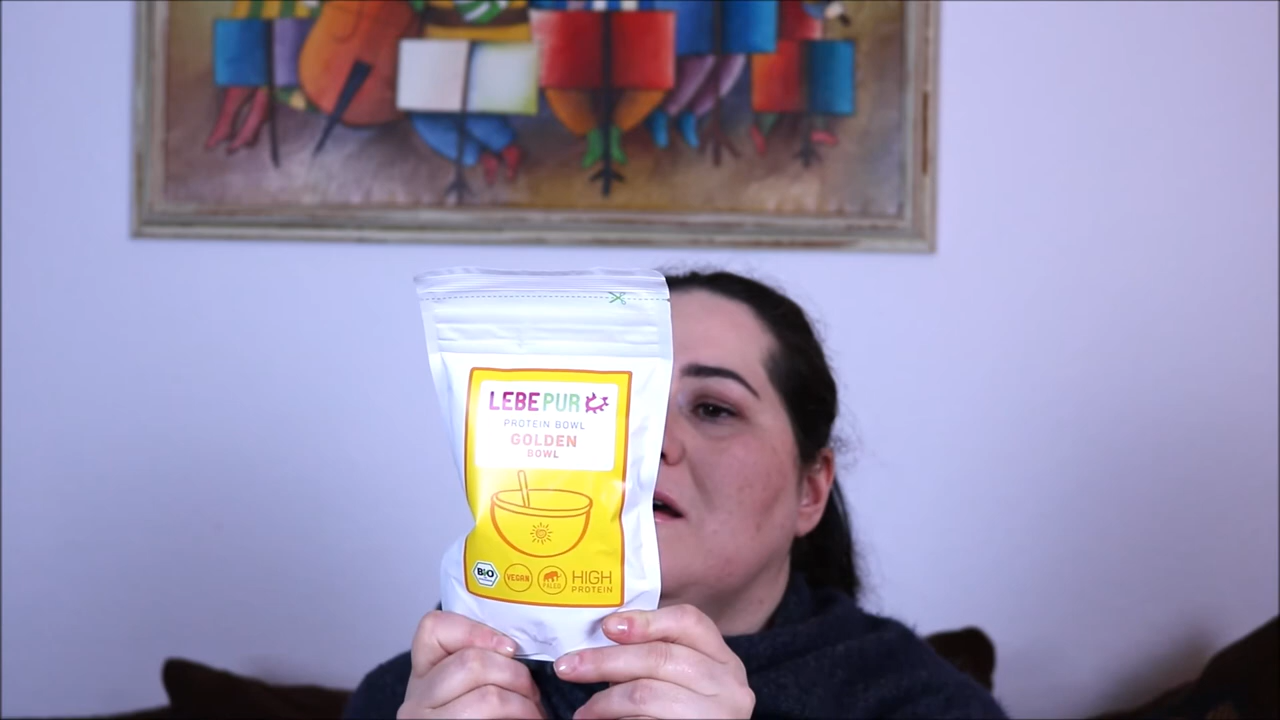 LEBEPUR
PROTEIN BOWL
GOLDEN
BOWL
BIO
VEGAN
PALEO
HIGH
PROTEIN